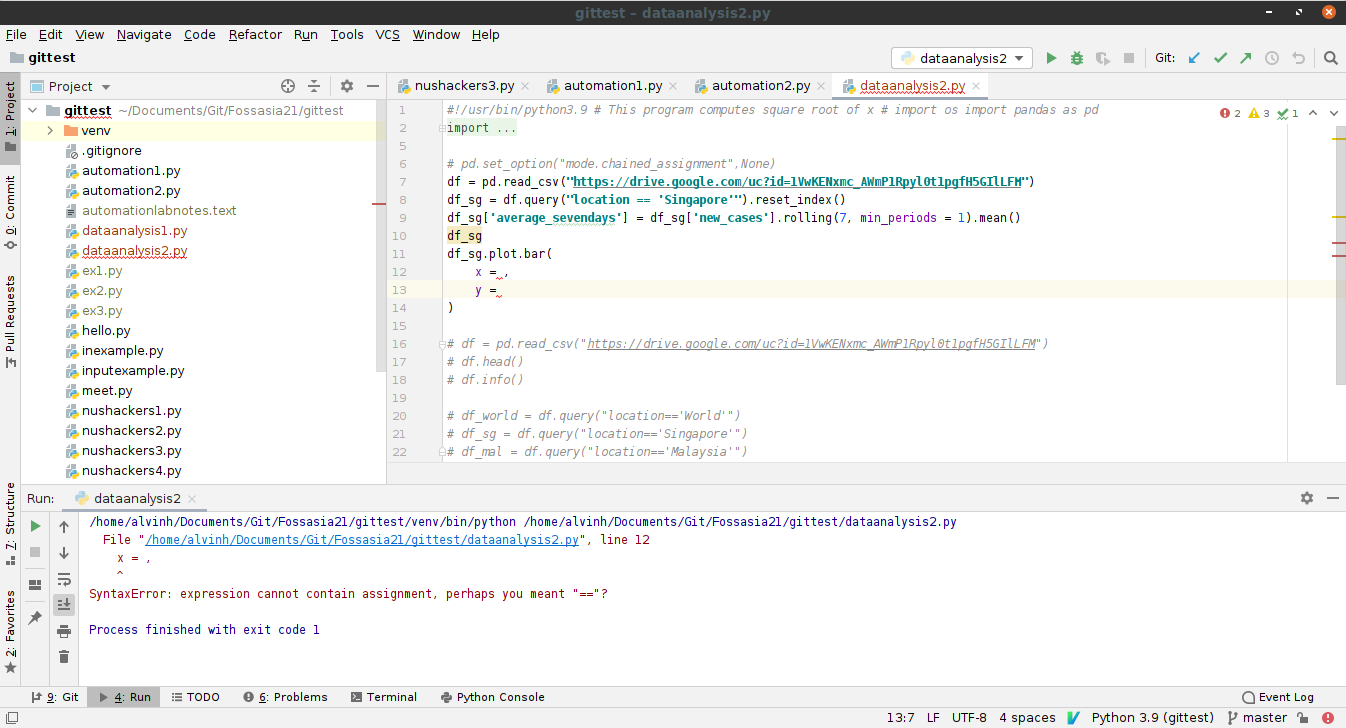 gittest – dataanalysis2.py
File Edit View Navigate Code Refactor Run Tools VCS Window Help
gittest
dataanalysis2
Git:
Project
nushackers3.py
automation1.py
automation2.py
dataanalysis2.py
1: Project
0: Commit
Pull Requests
7: Structure
2: Favorites
gittest ~/Documents/Git/Fossasia21/gittest
venv
.gitignore
automation1.py
automation2.py
automationlabnotes.text
dataanalysis1.py
dataanalysis2.py
ex1.py
ex2.py
ex3.py
hello.py
inexample.py
inputexample.py
meet.py
nushackers1.py
nushackers2.py
nushackers3.py
nushackers4.py
2 3 1
1 #!/usr/bin/python3.9 # This program computes square root of x # import os import pandas as pd
2 import ...
5
6 # pd.set_option("mode.chained_assignment",None)
7 df = pd.read_csv("https://drive.google.com/uc?id=1VwKENxmc_AWmP1Rpyl0t1pgfH5GIlLFM")
8 df_sg = df.query("location == 'Singapore'").reset_index()
9 df_sg['average_sevendays'] = df_sg['new_cases'].rolling(7, min_periods = 1).mean()
10 df_sg
11 df_sg.plot.bar(
12 x = ,
13 y =
14 )
15
16 # df = pd.read_csv("https://drive.google.com/uc?id=1VwKENxmc_AWmP1Rpyl0t1pgfH5GIlLFM")
17 # df.head()
18 # df.info()
19
20 # df_world = df.query("location=='World'")
21 # df_sg = df.query("location=='Singapore'")
22 # df_mal = df.query("location=='Malaysia'")
Run: dataanalysis2
/home/alvinh/Documents/Git/Fossasia21/gittest/venv/bin/python /home/alvinh/Documents/Git/Fossasia21/gittest/dataanalysis2.py
File "/home/alvinh/Documents/Git/Fossasia21/gittest/dataanalysis2.py", line 12
x = ,
^
SyntaxError: expression cannot contain assignment, perhaps you meant "=="?
Process finished with exit code 1
9: Git 4: Run TODO 6: Problems Terminal Python Console Event Log
13:7 LF UTF-8 4 spaces Python 3.9 (gittest) master